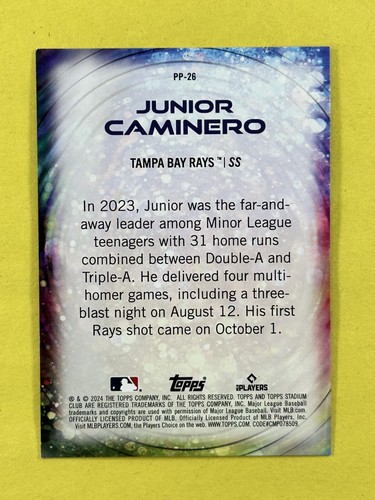 PP-26
JUNIOR
CAMINERO
TAMPA BAY RAYS™ | SS
In 2023, Junior was the far-and-
away leader among Minor League
teenagers with 31 home runs
combined between Double-A and
Triple-A. He delivered four multi-
homer games, including a three-
blast night on August 12. His first
Rays shot came on October 1.
Topps
PLAYERS
® & © 2024 THE TOPPS COMPANY, INC. ALL RIGHTS RESERVED. TOPPS AND TOPPS STADIUM
CLUB ARE REGISTERED TRADEMARKS OF THE TOPPS COMPANY, INC. Major League Baseball
trademarks and copyrights are used with permission of Major League Baseball. Visit MLB.com.
OFFICIALLY LICENSED PRODUCT OF MLB. Officially Licensed Product of MLB Players, Inc.
Visit MLBPLAYERS.com, the Players Choice on the web. WWW.TOPPS.COM. CODE#CMP078509.